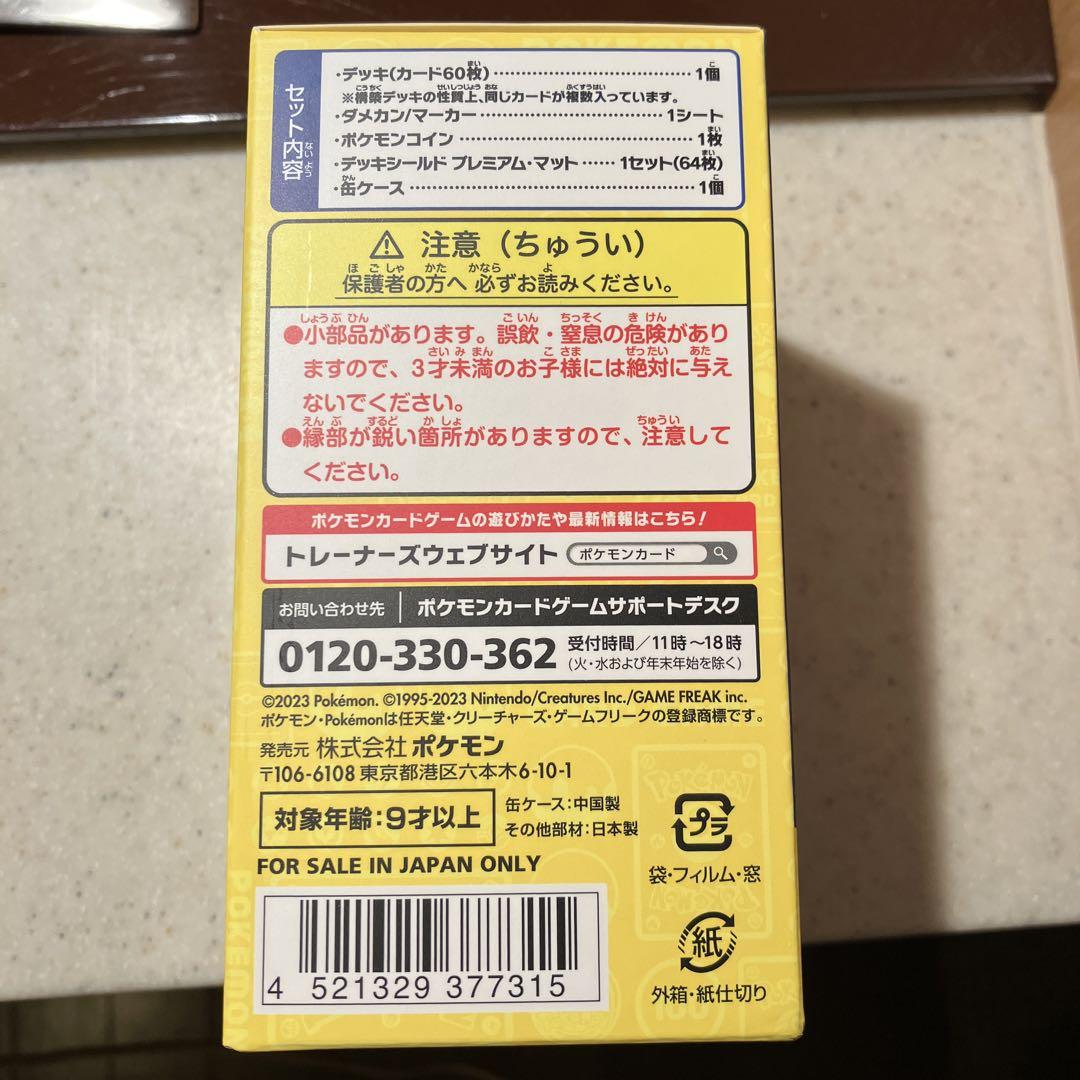 セット内容
・デッキ(カード60枚)……1個
※構築デッキの性質上、同じカードが複数入っています。
・ダメカン/マーカー……1シート
・ポケモンコイン……1枚
・デッキシールド プレミアム・マット……1セット(64枚)
・缶ケース……1個
注意（ちゅうい）
保護者の方へ 必ずお読みください。
●小部品があります。誤飲・窒息の危険があり
ますので、3才未満のお子様には絶対に与え
ないでください。
●縁部が鋭い箇所がありますので、注意して
ください。
ポケモンカードゲームの遊びかたや最新情報はこちら!
トレーナーズウェブサイト ポケモンカード
お問い合わせ先 ポケモンカードゲームサポートデスク
0120-330-362 受付時間／11時～18時
(火・水および年末年始を除く)
©2023 Pokémon. ©1995-2023 Nintendo/Creatures Inc./GAME FREAK inc.
ポケモン・Pokémonは任天堂・クリーチャーズ・ゲームフリークの登録商標です。
発売元 株式会社 ポケモン
〒106-6108 東京都港区六本木6-10-1
対象年齢:9才以上
缶ケース:中国製
その他部材:日本製
FOR SALE IN JAPAN ONLY
プラ
袋・フィルム・窓
紙
外箱・紙仕切り
4 521329 377315
POKEMON